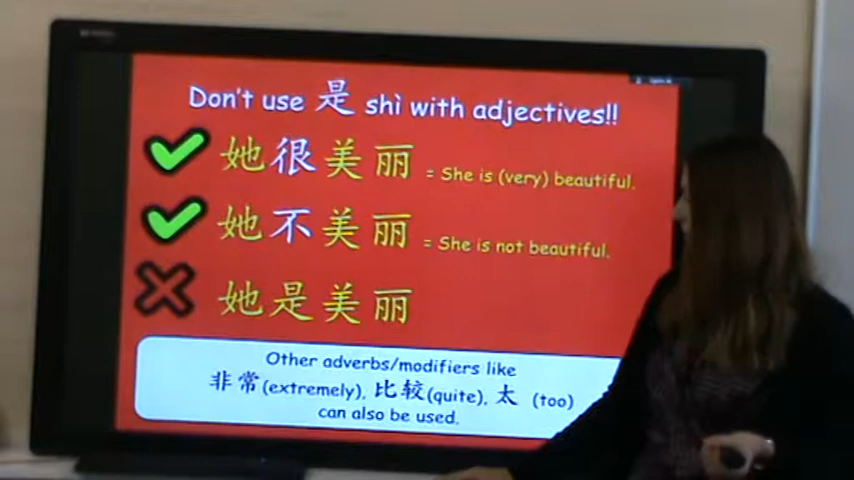 Don't use 是 shì with adjectives!!
她很美丽 = She is (very) beautiful.
她不美丽 = She is not beautiful.
她是美丽
Other adverbs/modifiers like
非常(extremely), 比较(quite), 太 (too)
can also be used.